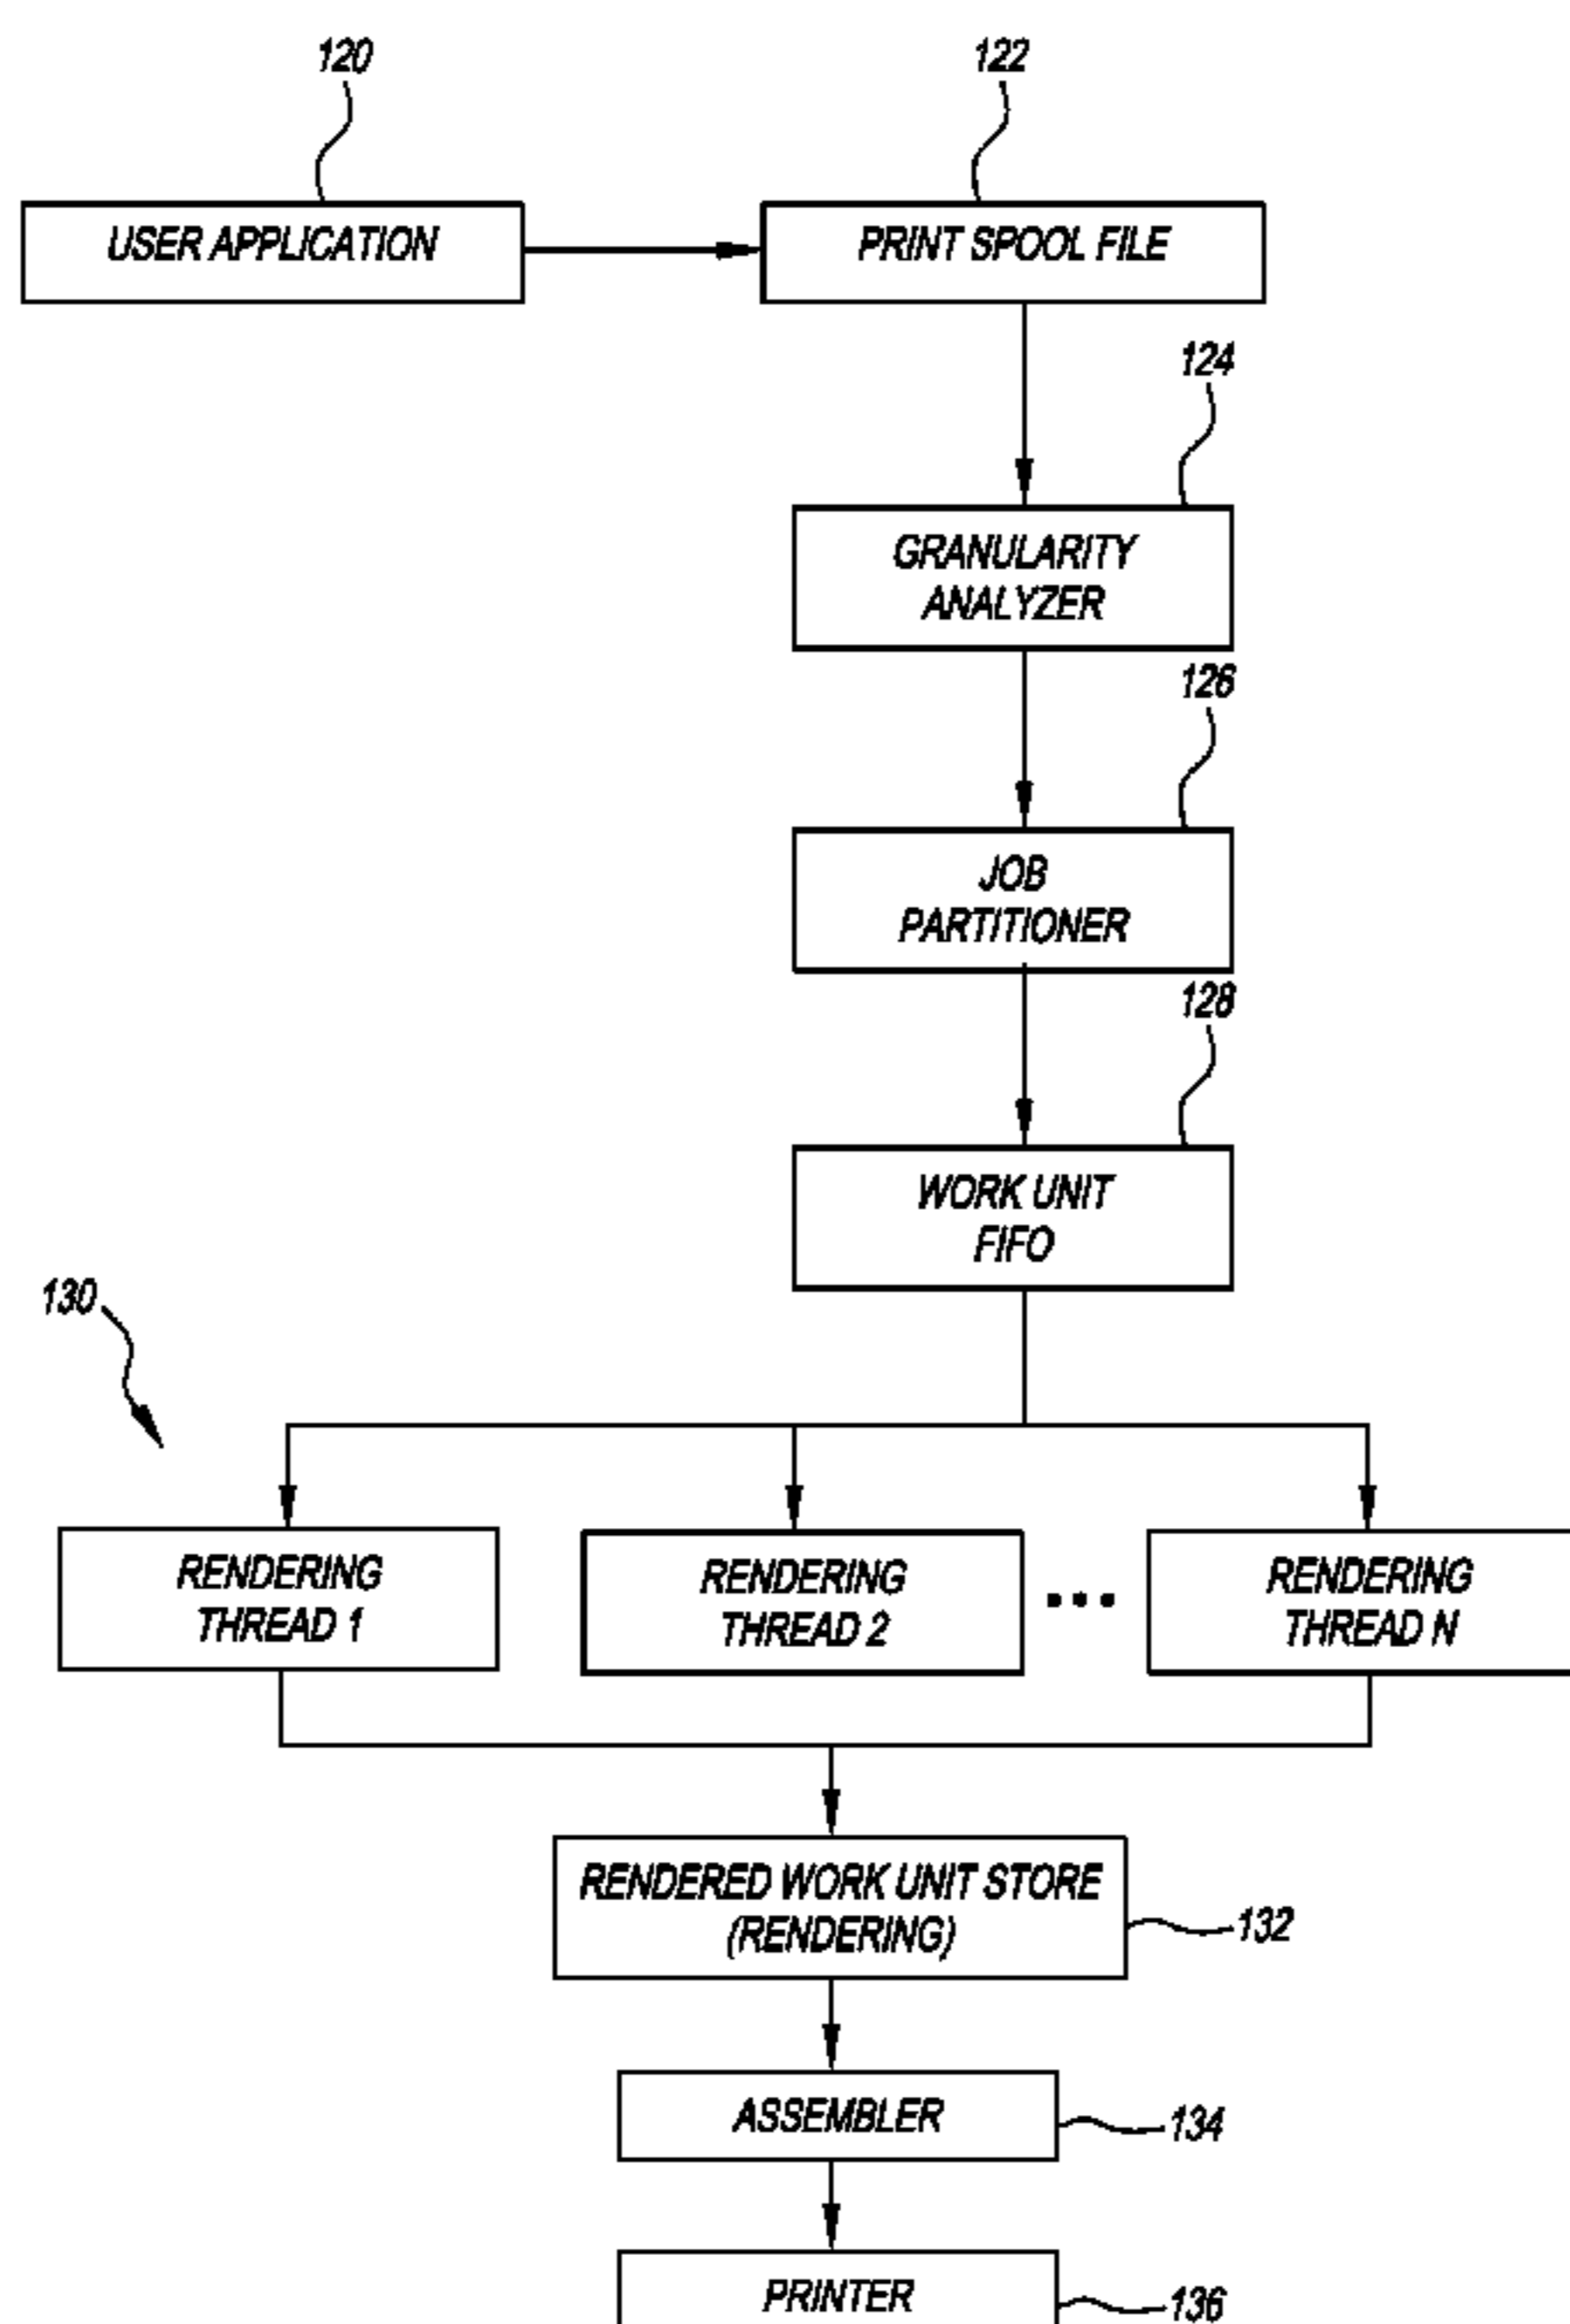 120
122
USER APPLICATION
PRINT SPOOL FILE
124
GRANULARITY
ANALYZER
126
JOB
PARTITIONER
128
WORK UNIT
FIFO
130
RENDERING
THREAD 1
RENDERING
THREAD 2
•••
RENDERING
THREAD N
RENDERED WORK UNIT STORE
(RENDERING)
132
ASSEMBLER
134
PRINTER
136